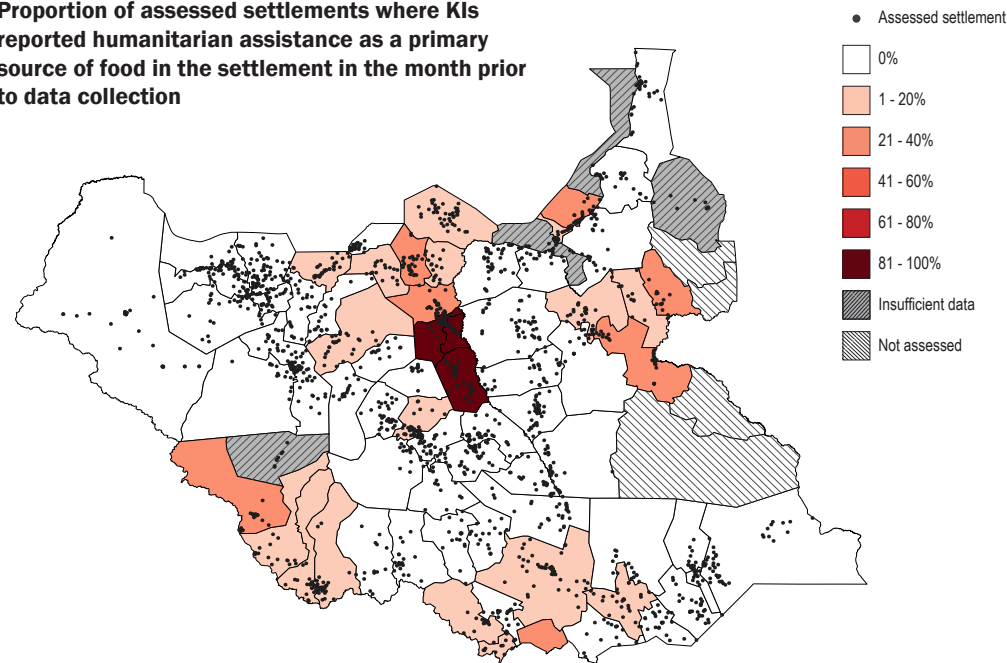 Proportion of assessed settlements where KIs
reported humanitarian assistance as a primary
source of food in the settlement in the month prior
to data collection
Assessed settlement
0%
1 - 20%
21 - 40%
41 - 60%
61 - 80%
81 - 100%
Insufficient data
Not assessed